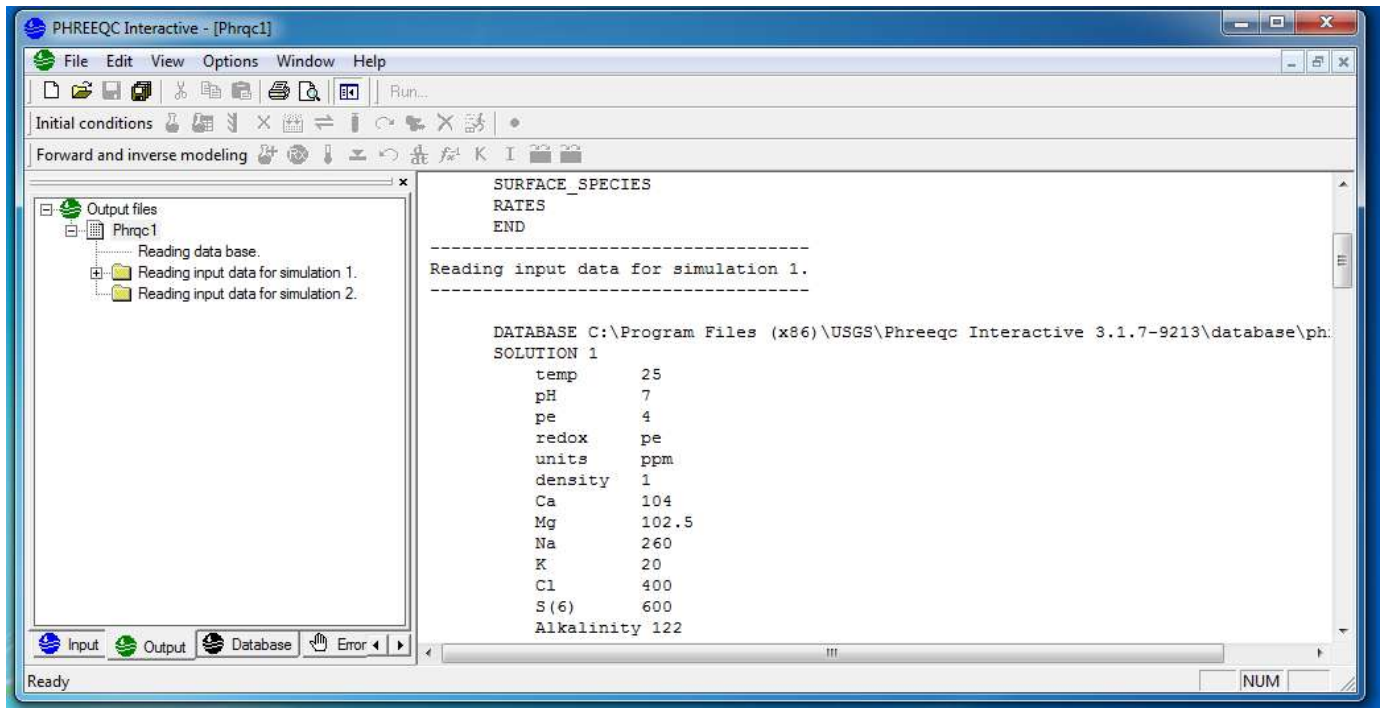 PHREEQC Interactive - [Phrqc1]
File Edit View Options Window Help
Run...
Initial conditions
Forward and inverse modeling K I
Output files
Phrqc1
Reading data base.
Reading input data for simulation 1.
Reading input data for simulation 2.
Input Output Database Error
SURFACE_SPECIES
RATES
END
------------------------------------
Reading input data for simulation 1.
------------------------------------
DATABASE C:\Program Files (x86)\USGS\Phreeqc Interactive 3.1.7-9213\database\ph
SOLUTION 1
temp 25
pH 7
pe 4
redox pe
units ppm
density 1
Ca 104
Mg 102.5
Na 260
K 20
Cl 400
S(6) 600
Alkalinity 122
Ready
NUM